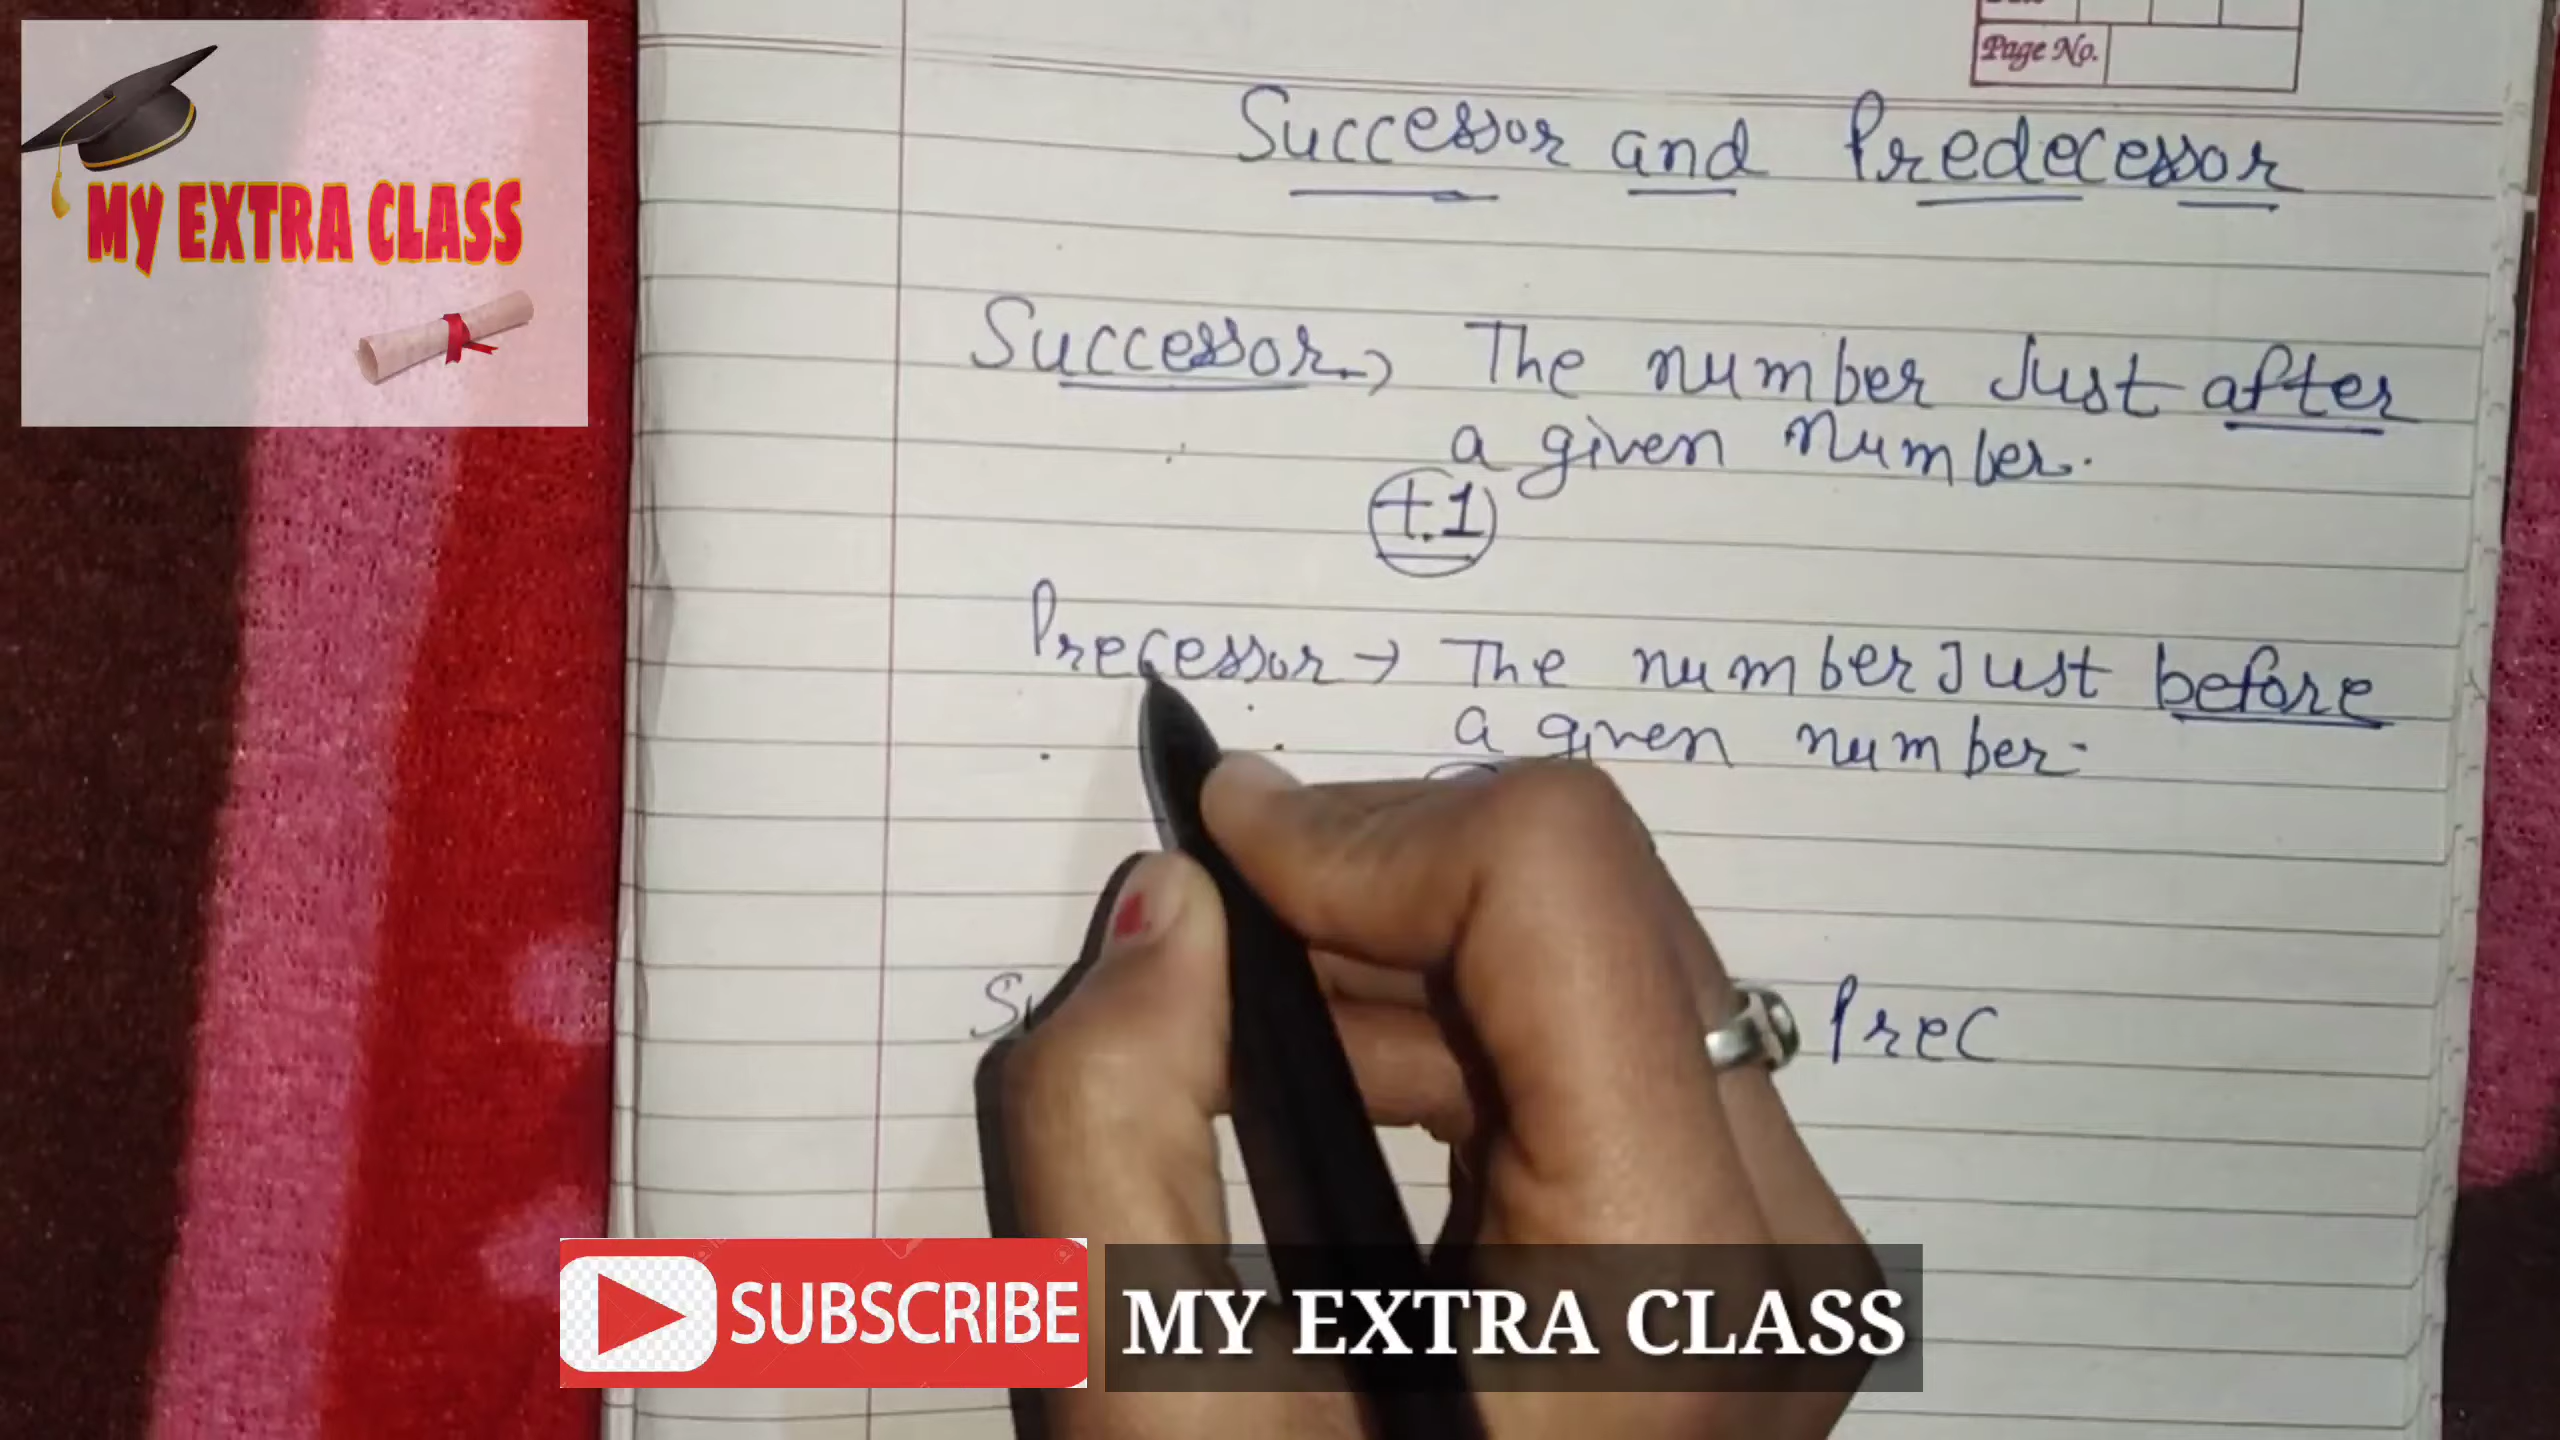 Page No.
MY EXTRA CLASS
Successor and Predecessor
Successor → The number Just after
a given number.
+1
Precessor → The number Just before
a given number.
Su
PreC
SUBSCRIBE
MY EXTRA CLASS